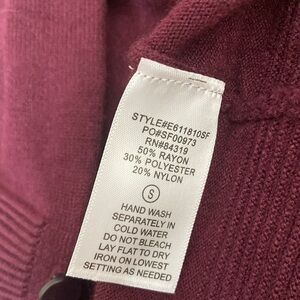 STYLE#E611810SF
PO#SF00973
RN#84319
50% RAYON
30% POLYESTER
20% NYLON
S
HAND WASH
SEPARATELY IN
COLD WATER
DO NOT BLEACH
LAY FLAT TO DRY
IRON ON LOWEST
SETTING AS NEEDED